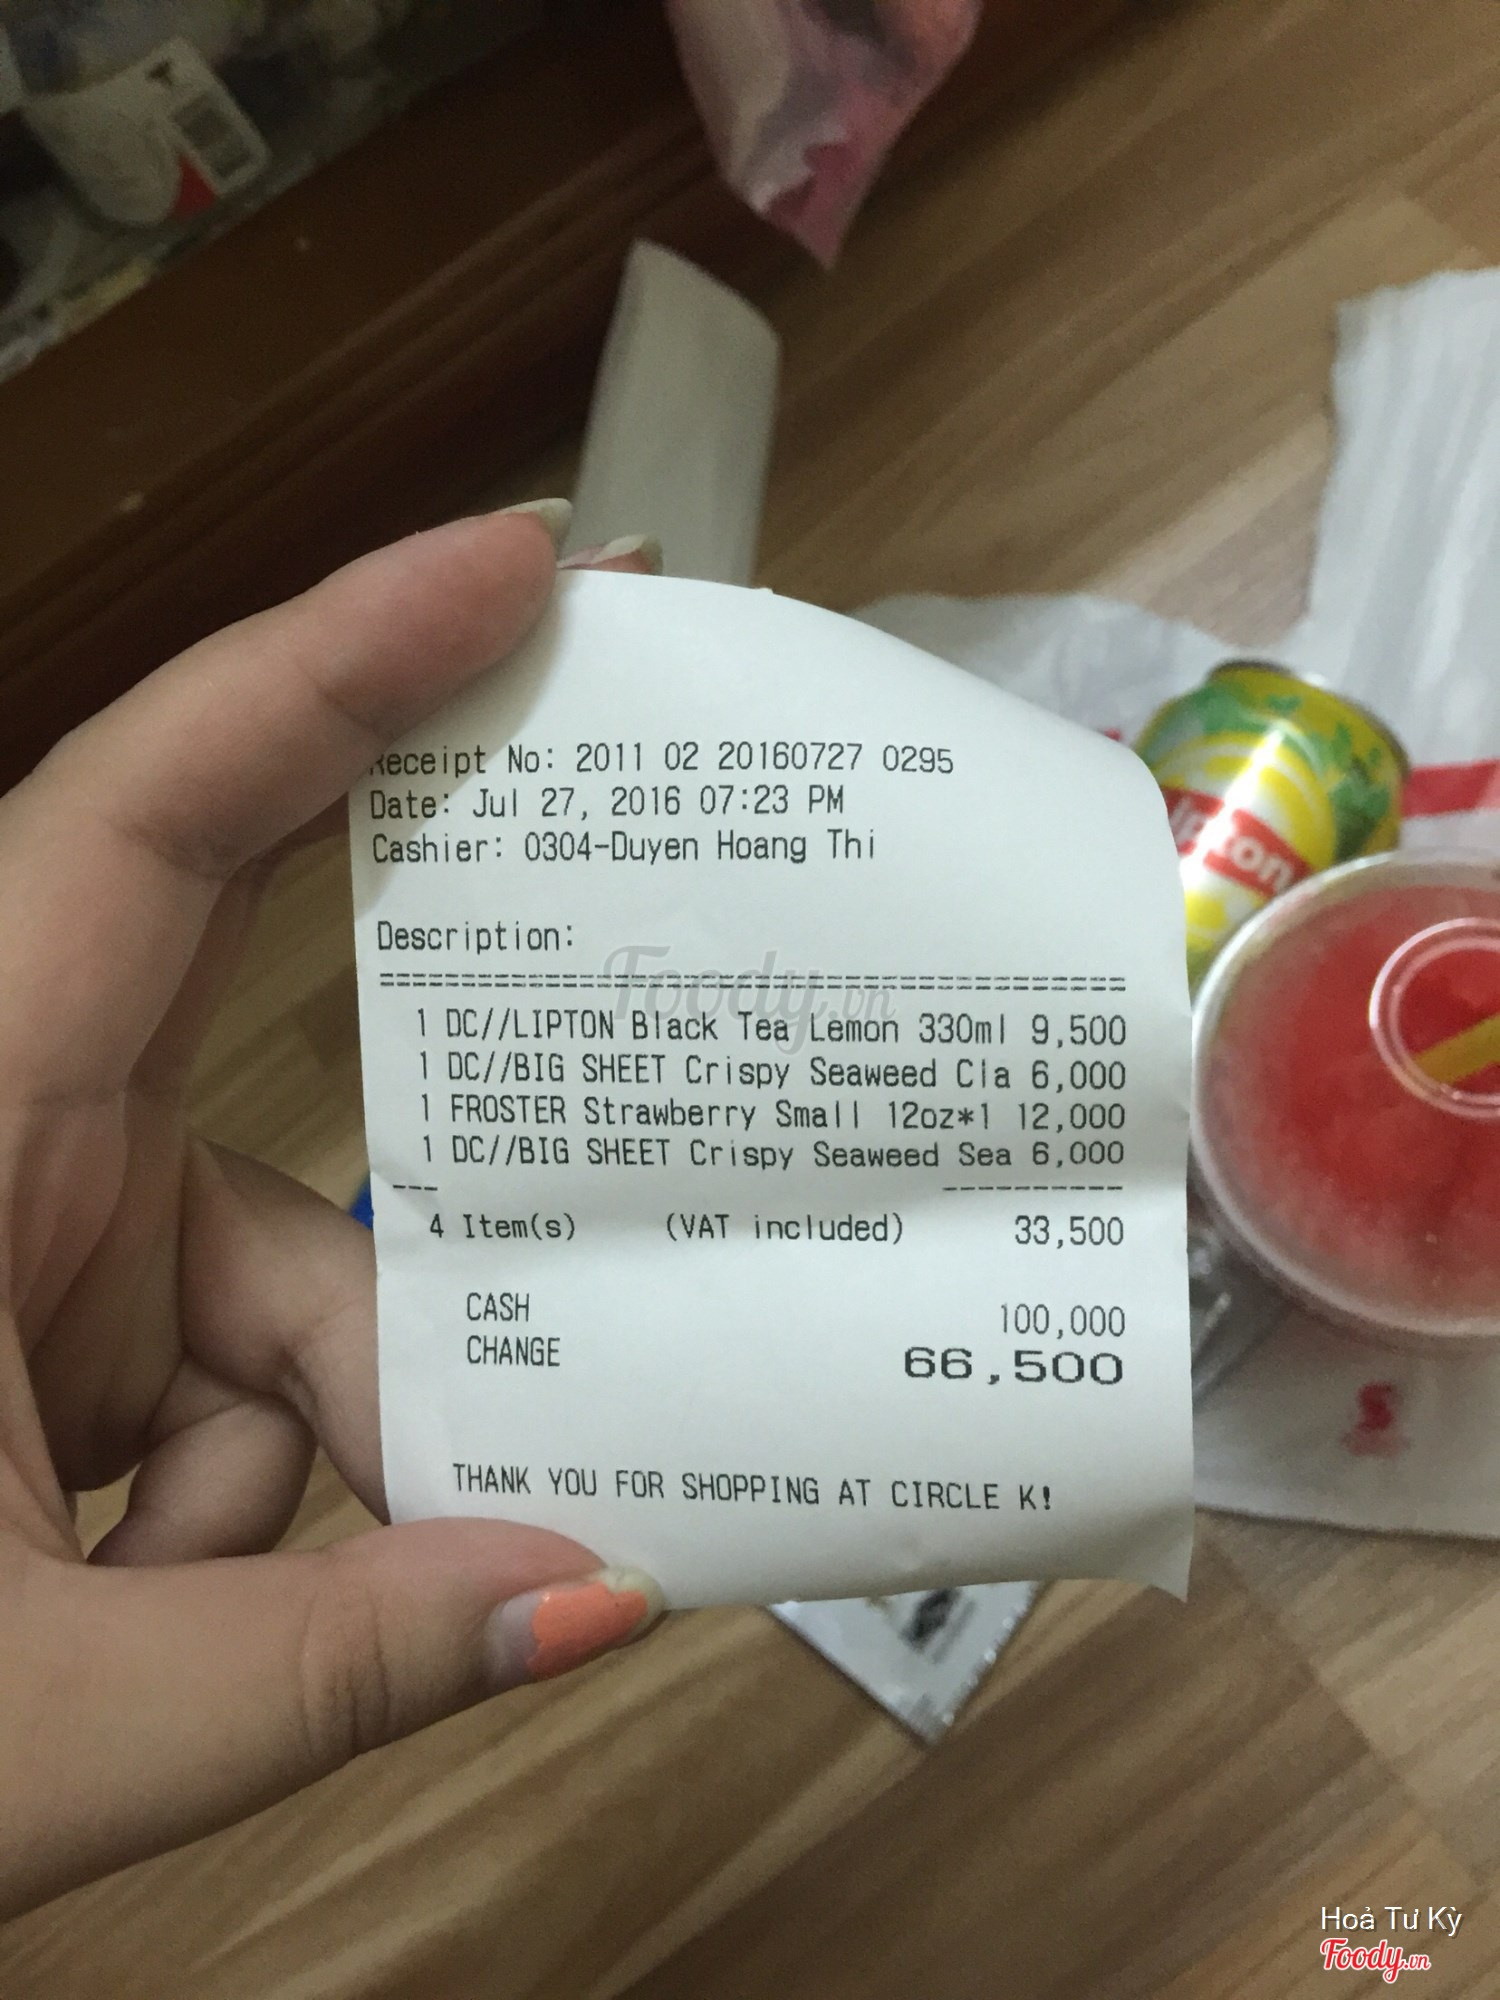 Receipt No: 2011 02 20160727 0295
Date: Jul 27, 2016 07:23 PM
Cashier: 0304-Duyen Hoang Thi
Description:
Foody.vn
1 DC//LIPTON Black Tea Lemon 330ml 9,500
1 DC//BIG SHEET Crispy Seaweed Cla 6,000
1 FROSTER Strawberry Small 12oz*1 12,000
1 DC//BIG SHEET Crispy Seaweed Sea 6,000
4 Item(s) (VAT included) 33,500
CASH 100,000
CHANGE 66,500
THANK YOU FOR SHOPPING AT CIRCLE K!
Lipton
Hoả Tư Kỳ
Foody.vn